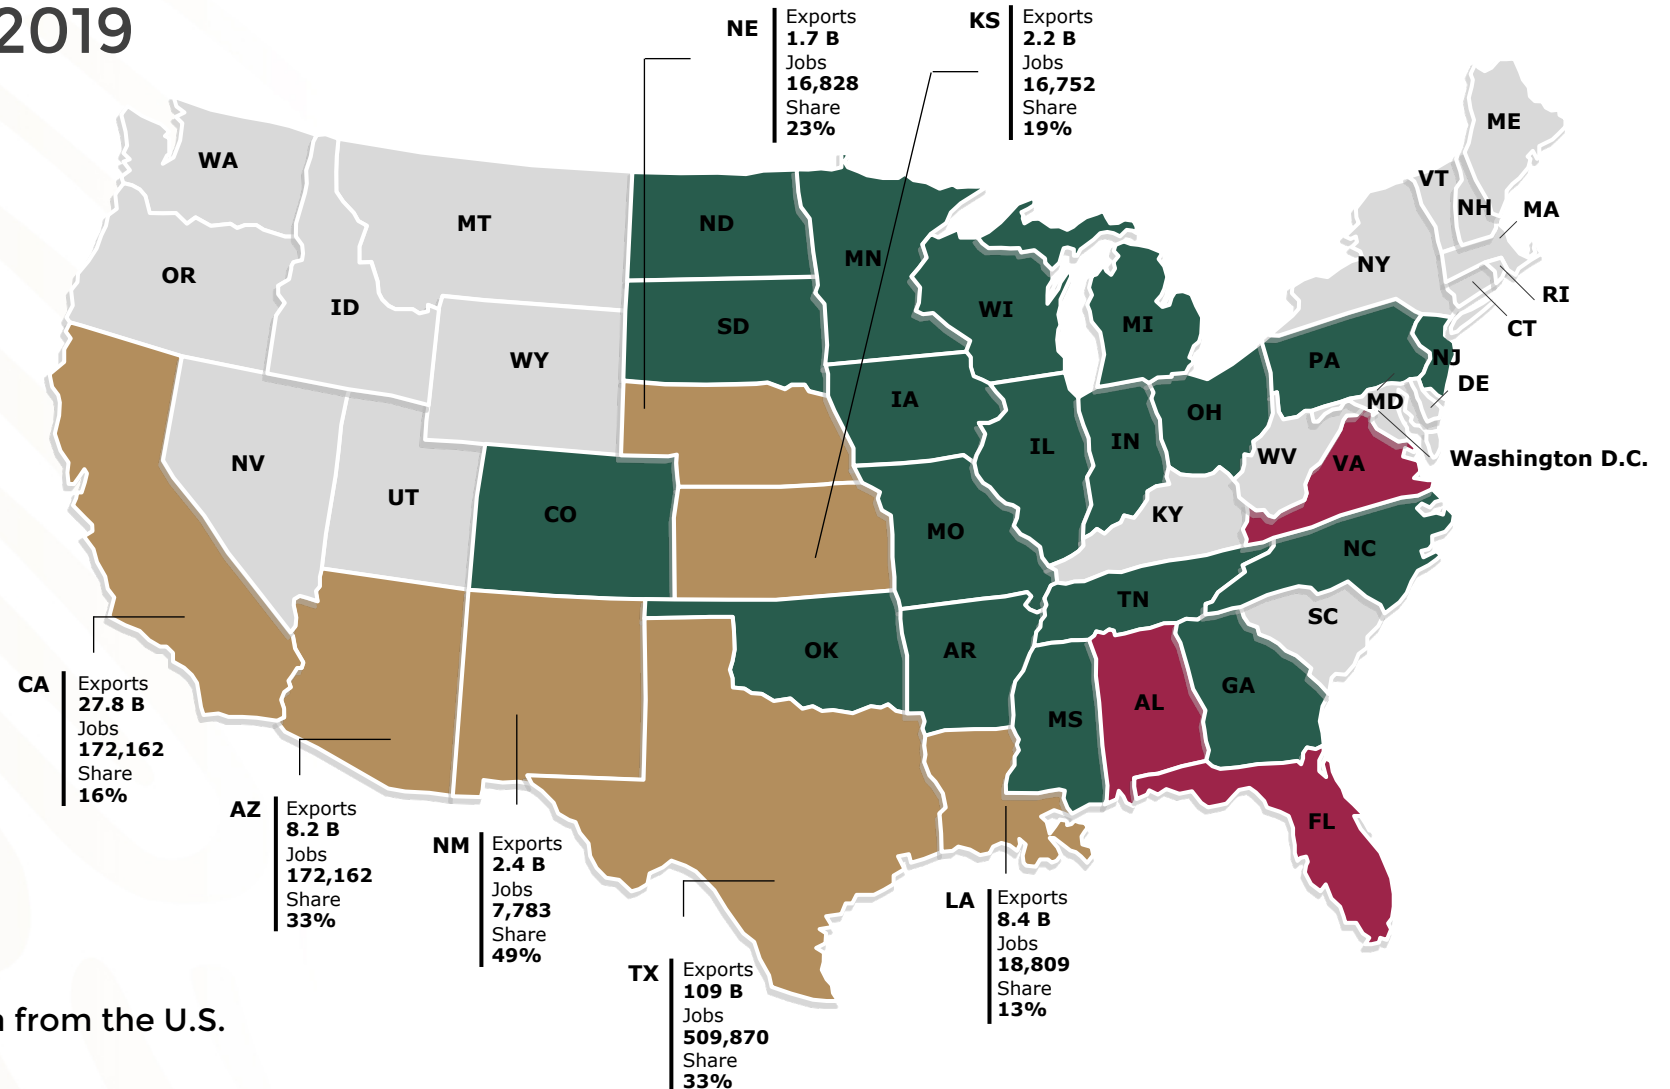 2019
NE
Exports
1.7 B
Jobs
16,828
Share
23%
KS
Exports
2.2 B
Jobs
16,752
Share
19%
WA
OR
MT
ID
WY
NV
UT
CO
ND
SD
MN
WI
MI
IA
IL
IN
OH
MO
KY
TN
OK
AR
MS
AL
GA
SC
NC
VA
WV
FL
PA
NY
NJ
DE
MD
Washington D.C.
ME
VT
NH
MA
RI
CT
CA
Exports
27.8 B
Jobs
172,162
Share
16%
AZ
Exports
8.2 B
Jobs
172,162
Share
33%
NM
Exports
2.4 B
Jobs
7,783
Share
49%
TX
Exports
109 B
Jobs
509,870
Share
33%
LA
Exports
8.4 B
Jobs
18,809
Share
13%
from the U.S.